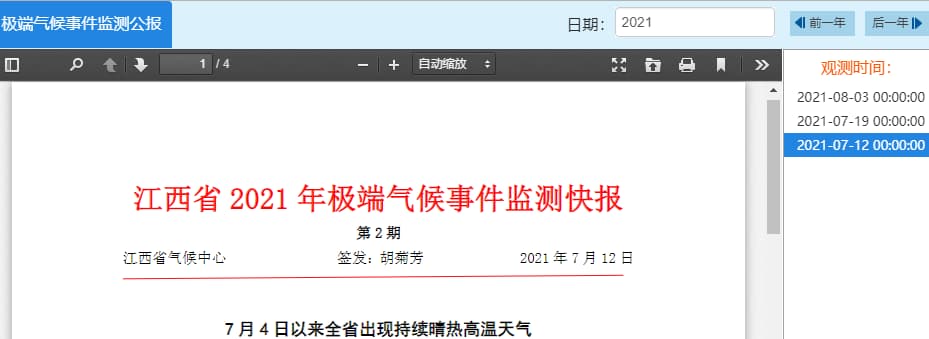 极端气候事件监测公报
日期：
2021
前一年
后一年
1 / 4
自动缩放
观测时间：
2021-08-03 00:00:00
2021-07-19 00:00:00
2021-07-12 00:00:00
江西省 2021 年极端气候事件监测快报
第 2 期
江西省气候中心 签发：胡菊芳 2021 年 7 月 12 日
7 月 4 日以来全省出现持续晴热高温天气